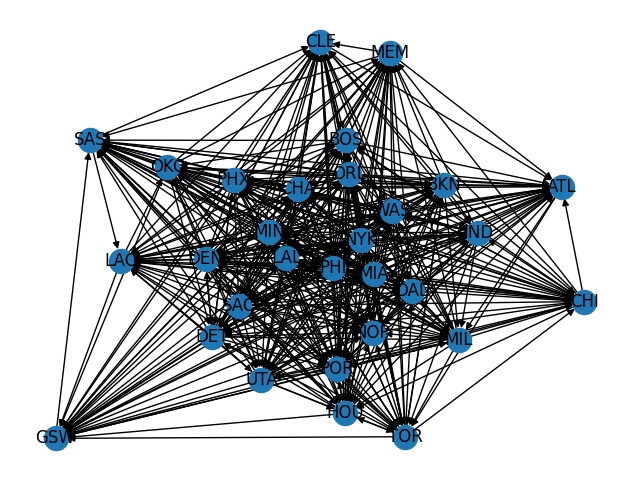 CLE
MEM
SAS
BOS
OKC
PHX
CHA
ORL
BKN
ATL
WAS
MIN
NYK
IND
LAC
DEN
LAL
PHI
MIA
DAL
SAC
CHI
DET
NOP
MIL
UTA
POR
HOU
GSW
TOR